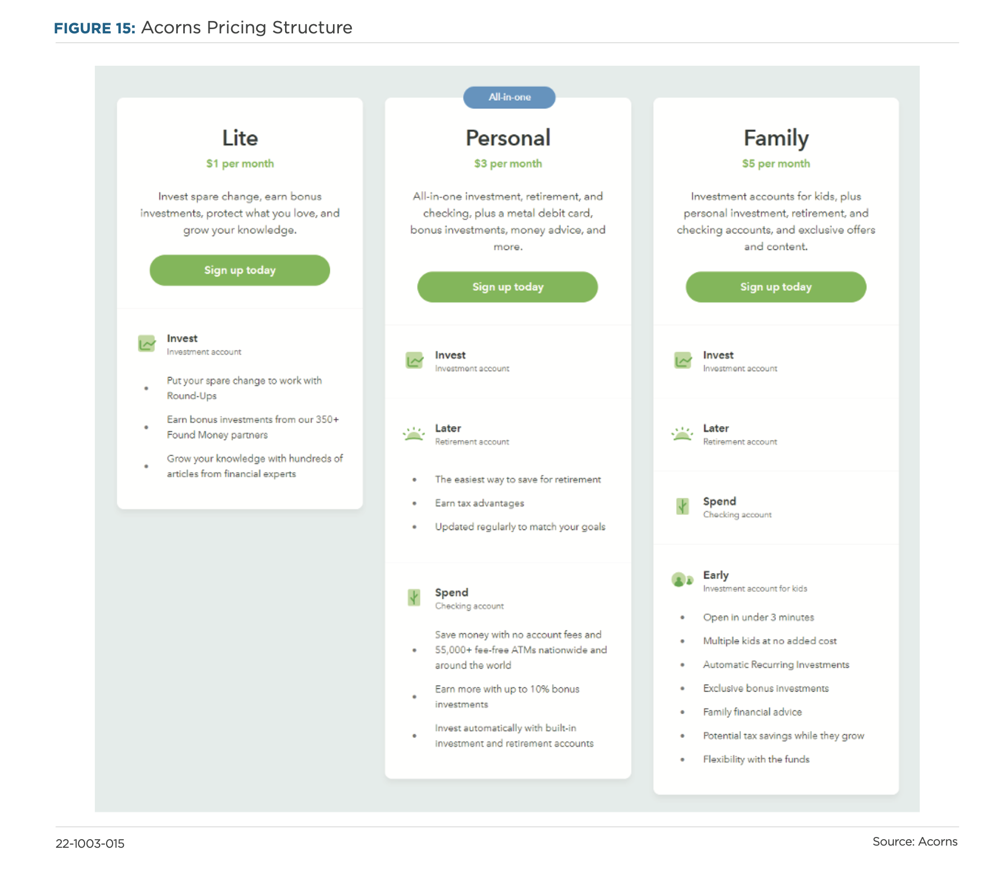 FIGURE 15: Acorns Pricing Structure
Lite
$1 per month
Invest spare change, earn bonus
investments, protect what you love, and
grow your knowledge.
Sign up today
Invest
Investment account
• Put your spare change to work with
Round-Ups
• Earn bonus investments from our 350+
Found Money partners
• Grow your knowledge with hundreds of
articles from financial experts
All-in-one
Personal
$3 per month
All-in-one investment, retirement, and
checking, plus a metal debit card,
bonus investments, money advice, and
more.
Sign up today
Invest
Investment account
Later
Retirement account
• The easiest way to save for retirement
• Earn tax advantages
• Updated regularly to match your goals
Spend
Checking account
• Save money with no account fees and
55,000+ fee-free ATMs nationwide and
around the world
• Earn more with up to 10% bonus
investments
• Invest automatically with built-in
investment and retirement accounts
Family
$5 per month
Investment accounts for kids, plus
personal investment, retirement, and
checking accounts, and exclusive offers
and content.
Sign up today
Invest
Investment account
Later
Retirement account
Spend
Checking account
Early
Investment account for kids
• Open in under 3 minutes
• Multiple kids at no added cost
• Automatic Recurring Investments
• Exclusive bonus investments
• Family financial advice
• Potential tax savings while they grow
• Flexibility with the funds
22-1003-015
Source: Acorns